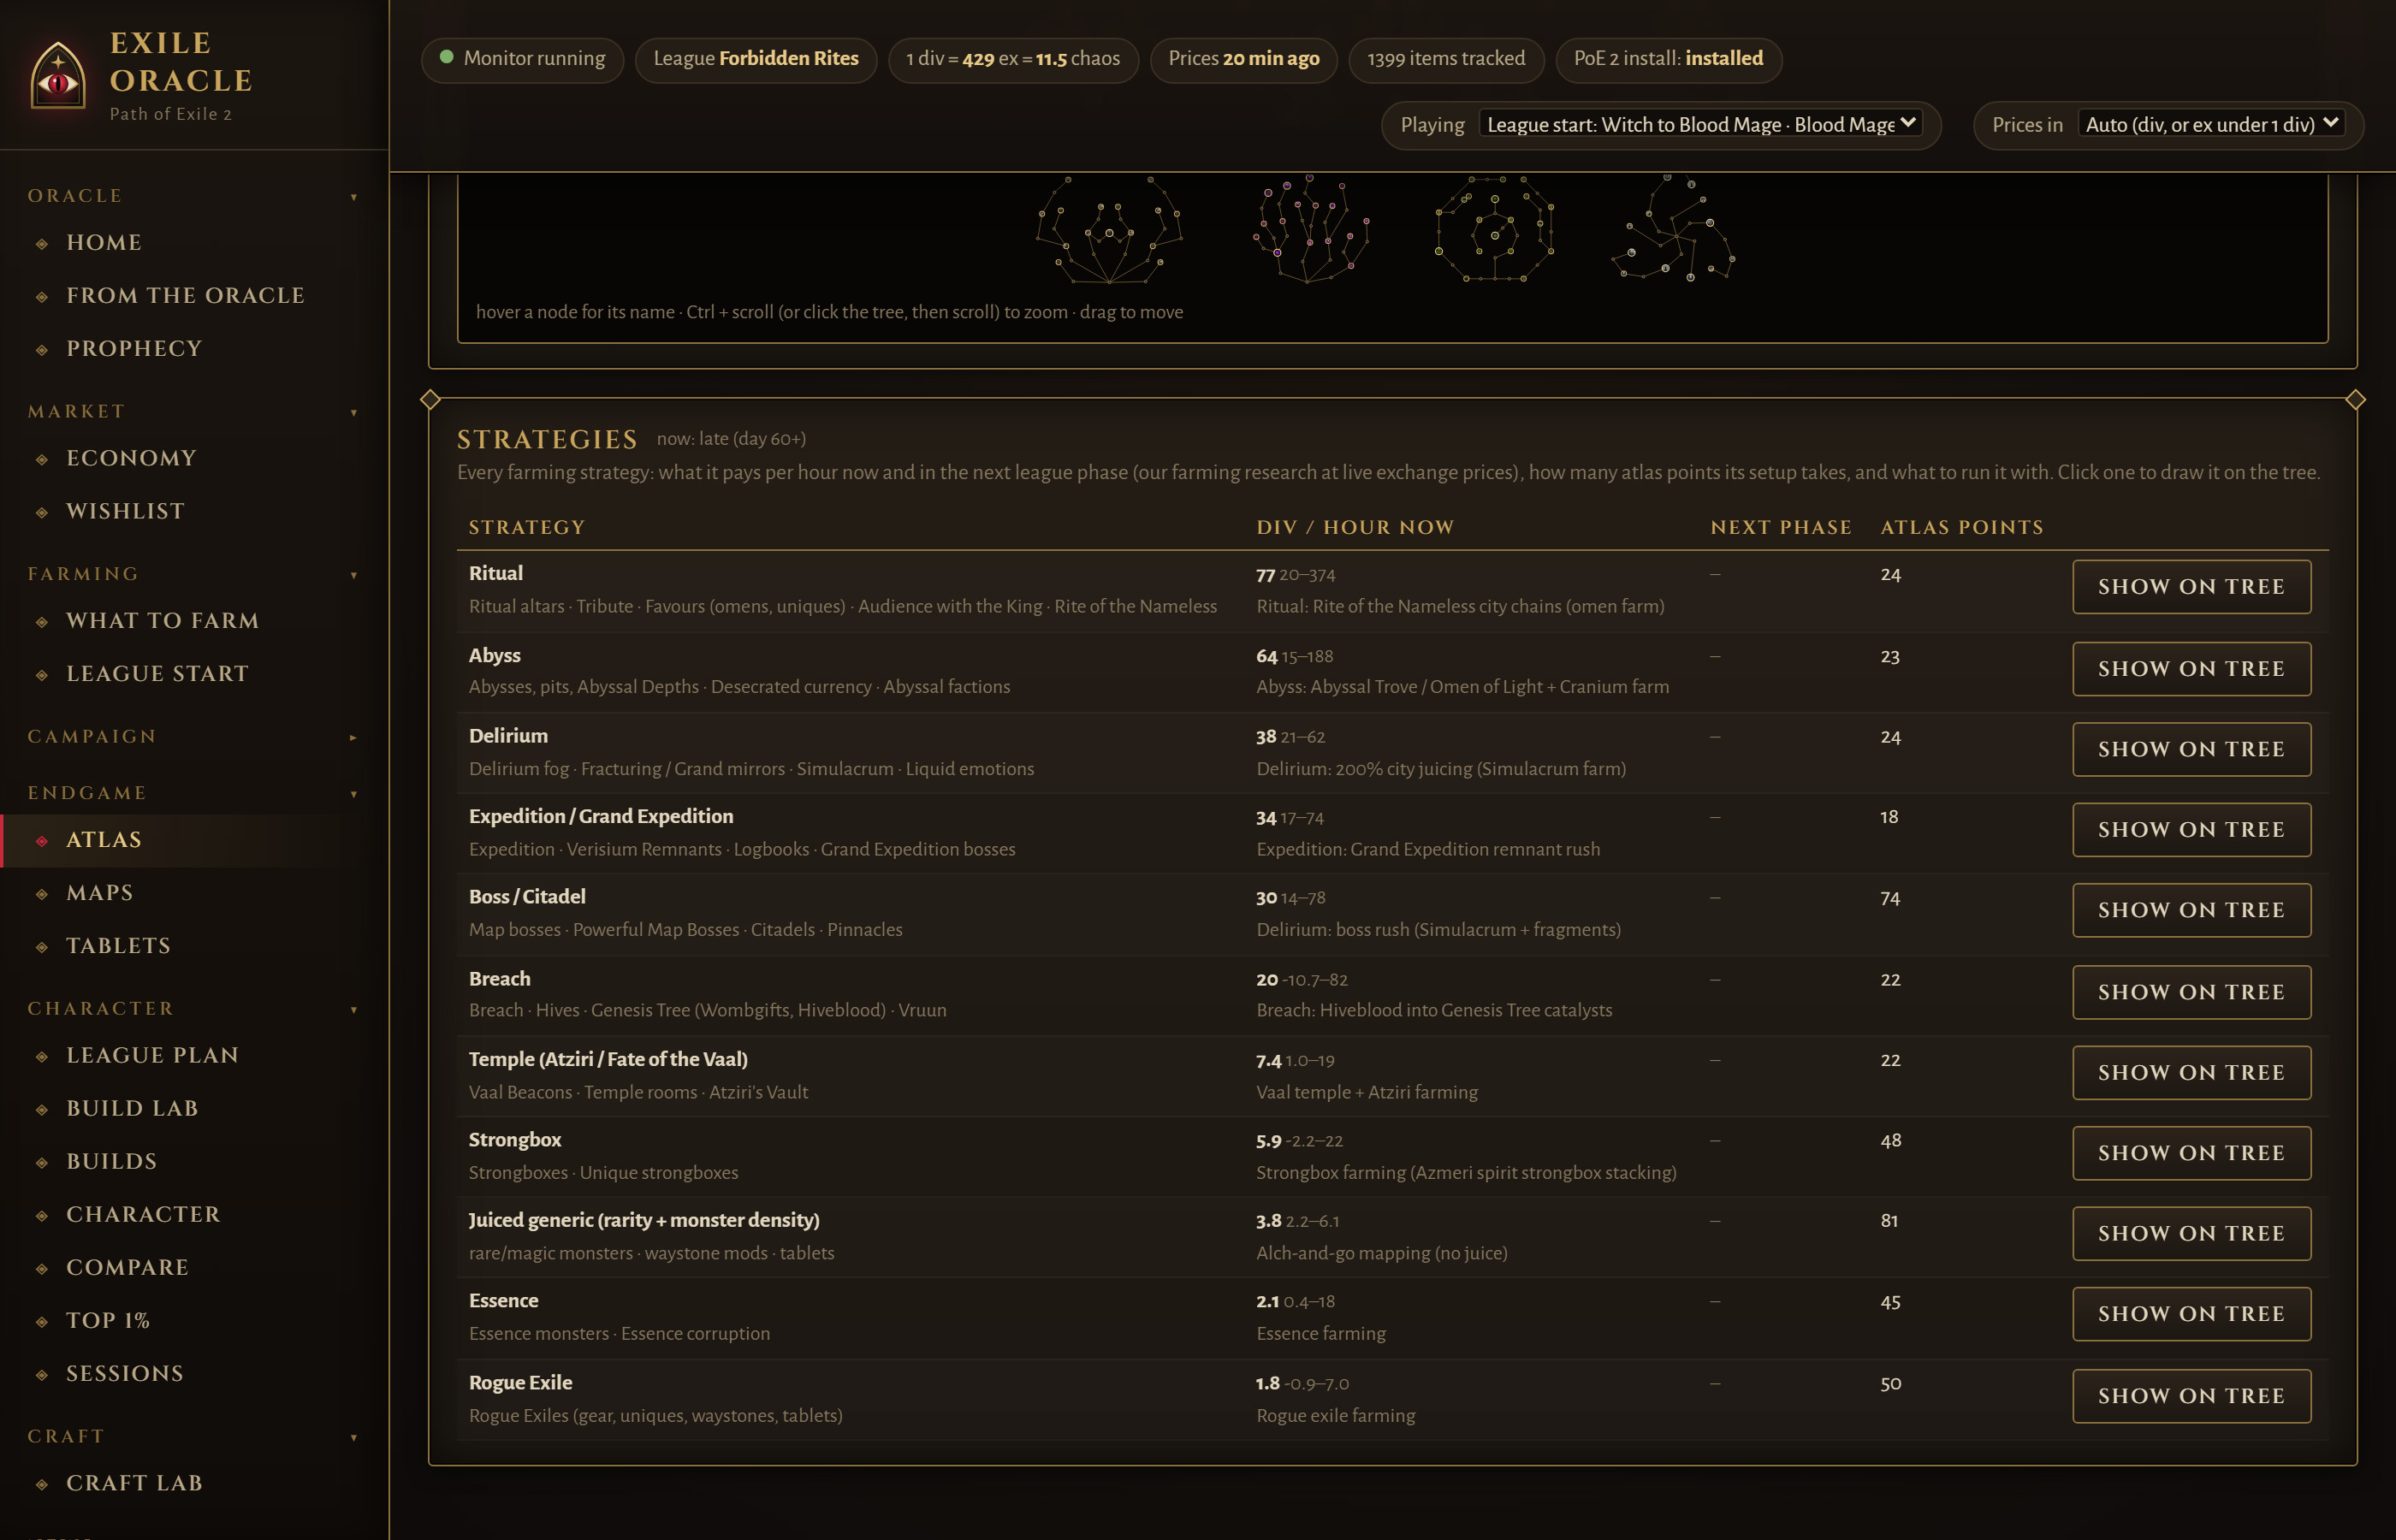 EXILE
ORACLE
Path of Exile 2
ORACLE
HOME
FROM THE ORACLE
PROPHECY
MARKET
ECONOMY
WISHLIST
FARMING
WHAT TO FARM
LEAGUE START
CAMPAIGN
ENDGAME
ATLAS
MAPS
TABLETS
CHARACTER
LEAGUE PLAN
BUILD LAB
BUILDS
CHARACTER
COMPARE
TOP 1%
SESSIONS
CRAFT
CRAFT LAB
Monitor running
League Forbidden Rites
1 div = 429 ex = 11.5 chaos
Prices 20 min ago
1399 items tracked
PoE 2 install: installed
Playing League start: Witch to Blood Mage · Blood Mage
Prices in Auto (div, or ex under 1 div)
hover a node for its name · Ctrl + scroll (or click the tree, then scroll) to zoom · drag to move
STRATEGIES now: late (day 60+)
Every farming strategy: what it pays per hour now and in the next league phase (our farming research at live exchange prices), how many atlas points its setup takes, and what to run it with. Click one to draw it on the tree.
STRATEGY DIV / HOUR NOW NEXT PHASE ATLAS POINTS
Ritual 77 20–374 – 24 SHOW ON TREE
Ritual altars · Tribute · Favours (omens, uniques) · Audience with the King · Rite of the Nameless Ritual: Rite of the Nameless city chains (omen farm)
Abyss 64 15–188 – 23 SHOW ON TREE
Abysses, pits, Abyssal Depths · Desecrated currency · Abyssal factions Abyss: Abyssal Trove / Omen of Light + Cranium farm
Delirium 38 21–62 – 24 SHOW ON TREE
Delirium fog · Fracturing / Grand mirrors · Simulacrum · Liquid emotions Delirium: 200% city juicing (Simulacrum farm)
Expedition / Grand Expedition 34 17–74 – 18 SHOW ON TREE
Expedition · Verisium Remnants · Logbooks · Grand Expedition bosses Expedition: Grand Expedition remnant rush
Boss / Citadel 30 14–78 – 74 SHOW ON TREE
Map bosses · Powerful Map Bosses · Citadels · Pinnacles Delirium: boss rush (Simulacrum + fragments)
Breach 20 -10.7–82 – 22 SHOW ON TREE
Breach · Hives · Genesis Tree (Wombgifts, Hiveblood) · Vruun Breach: Hiveblood into Genesis Tree catalysts
Temple (Atziri / Fate of the Vaal) 7.4 1.0–19 – 22 SHOW ON TREE
Vaal Beacons · Temple rooms · Atziri's Vault Vaal temple + Atziri farming
Strongbox 5.9 -2.2–22 – 48 SHOW ON TREE
Strongboxes · Unique strongboxes Strongbox farming (Azmeri spirit strongbox stacking)
Juiced generic (rarity + monster density) 3.8 2.2–6.1 – 81 SHOW ON TREE
rare/magic monsters · waystone mods · tablets Alch-and-go mapping (no juice)
Essence 2.1 0.4–18 – 45 SHOW ON TREE
Essence monsters · Essence corruption Essence farming
Rogue Exile 1.8 -0.9–7.0 – 50 SHOW ON TREE
Rogue Exiles (gear, uniques, waystones, tablets) Rogue exile farming